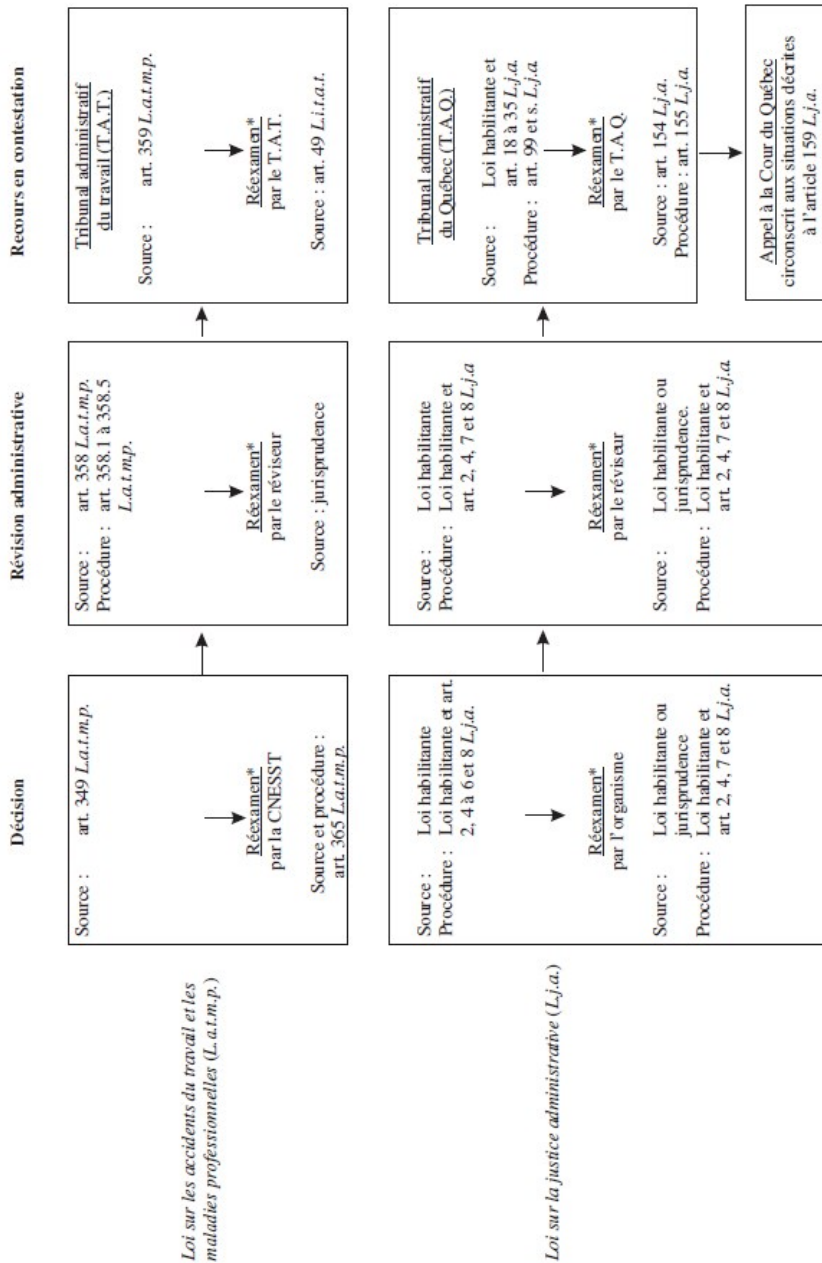 Décision
Révision administrative
Recours en contestation
Loi sur les accidents du travail et les
maladies professionnelles (L.a.t.m.p.)
Source : art. 349 L.a.t.m.p.
Réexamen*
par la CNESST
Source et procédure :
art. 365 L.a.t.m.p.
Source : art. 358 L.a.t.m.p.
Procédure : art. 358.1 à 358.5
L.a.t.m.p.
Réexamen*
par le réviseur
Source : jurisprudence
Tribunal administratif
du travail (T.A.T.)
Source : art. 359 L.a.t.m.p.
Réexamen*
par le T.A.T.
Source : art. 49 L.i.t.a.t.
Loi sur la justice administrative (L.j.a.)
Source : Loi habilitante
Procédure : Loi habilitante et art.
2, 4 à 6 et 8 L.j.a.
Réexamen*
par l'organisme
Source : Loi habilitante ou
jurisprudence
Procédure : Loi habilitante et
art. 2, 4, 7 et 8 L.j.a.
Source : Loi habilitante
Procédure : Loi habilitante et
art. 2, 4, 7 et 8 L.j.a
Réexamen*
par le réviseur
Source : Loi habilitante ou
jurisprudence.
Procédure : Loi habilitante et
art. 2, 4, 7 et 8 L.j.a.
Tribunal administratif
du Québec (T.A.Q.)
Source : Loi habilitante et
art. 18 à 35 L.j.a.
Procédure : art. 99 et s. L.j.a.
Réexamen*
par le T.A.Q.
Source : art. 154 L.j.a.
Procédure : art. 155 L.j.a.
Appel à la Cour du Québec
circonscrit aux situations décrites
à l'article 159 L.j.a.